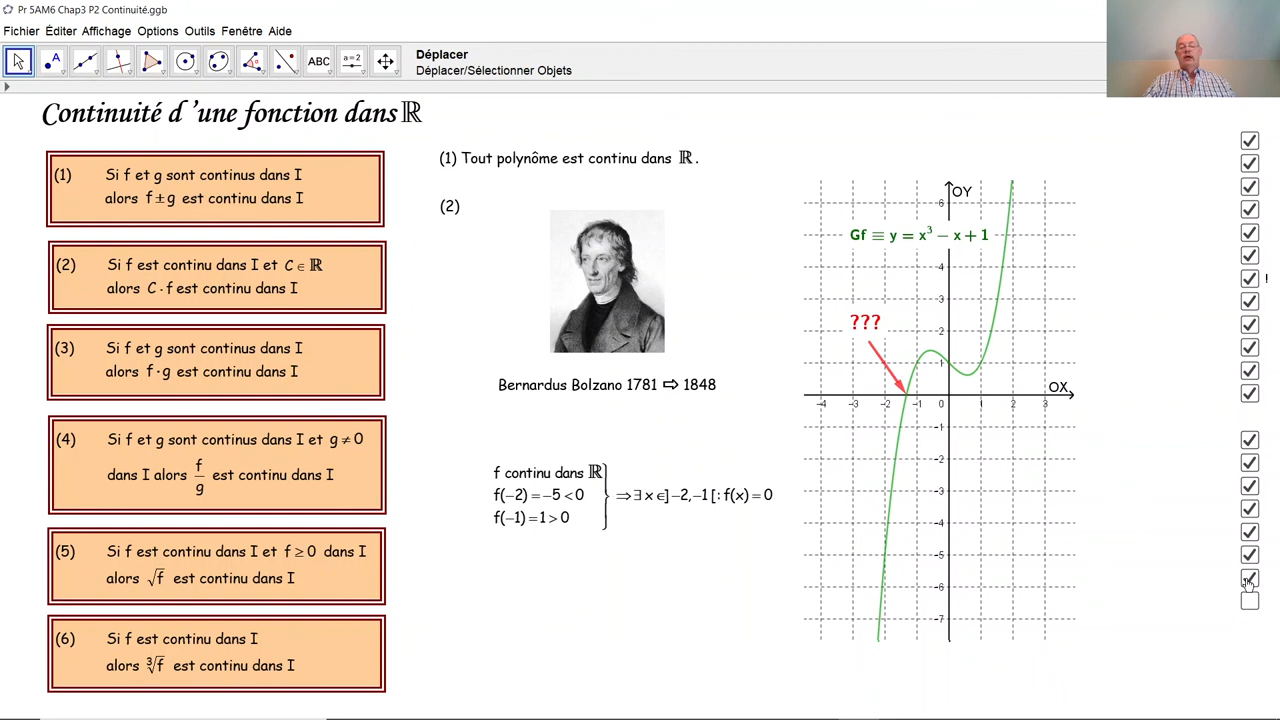 Pr 5AM6 Chap3 P2 Continuité.ggb
Fichier Éditer Affichage Options Outils Fenêtre Aide
A ABC a=2 Déplacer
Déplacer/Sélectionner Objets
Continuité d 'une fonction dans ℝ
(1) Si f et g sont continus dans I
alors f ± g est continu dans I
(2) Si f est continu dans I et C ∈ ℝ
alors C · f est continu dans I
(3) Si f et g sont continus dans I
alors f · g est continu dans I
(4) Si f et g sont continus dans I et g ≠ 0
dans I alors f/g est continu dans I
(5) Si f est continu dans I et f ≥ 0 dans I
alors √f est continu dans I
(6) Si f est continu dans I
alors ∛f est continu dans I
(1) Tout polynôme est continu dans ℝ .
(2)
Bernardus Bolzano 1781 ⇨ 1848
f continu dans ℝ
f(−2) = −5 < 0
f(−1) = 1 > 0
⇒ ∃ x ∈ ]−2,−1 [ : f(x) = 0
OY
Gf ≡ y = x³ − x + 1
???
OX
−4 −3 −2 −1 0 1 2 3
6
4
3
2
1
−1
−2
−3
−4
−5
−6
−7
!